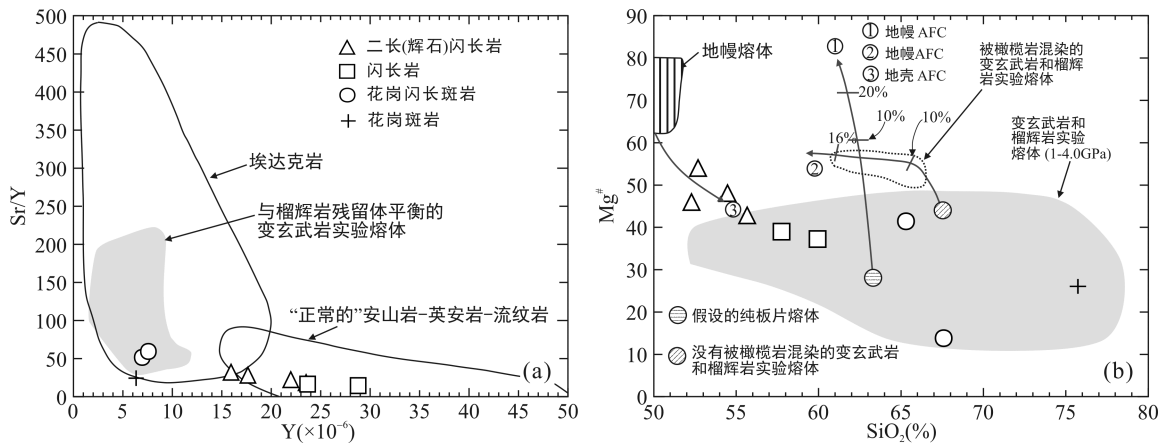 500
450
400
350
300
250
200
150
100
50
0
Sr/Y
0
5
10
15
20
25
30
35
40
45
50
Y(×10⁻⁶)
二长(辉石)闪长岩
闪长岩
花岗闪长斑岩
花岗斑岩
埃达克岩
与榴辉岩残留体平衡的
变玄武岩实验熔体
“正常的”安山岩–英安岩–流纹岩
(a)
90
80
70
60
50
40
30
20
10
0
Mg#
50
55
60
65
70
75
80
SiO₂(%)
地幔熔体
① 地幔 AFC
② 地幔 AFC
③ 地壳 AFC
①
②
③
20%
10%
10%
16%
被橄榄岩混染的
变玄武岩和榴辉
岩实验熔体
变玄武岩和
榴辉岩实验
熔体 (1-4.0GPa)
假设的纯板片熔体
没有被橄榄岩混染的变玄武岩
和榴辉岩实验熔体
(b)